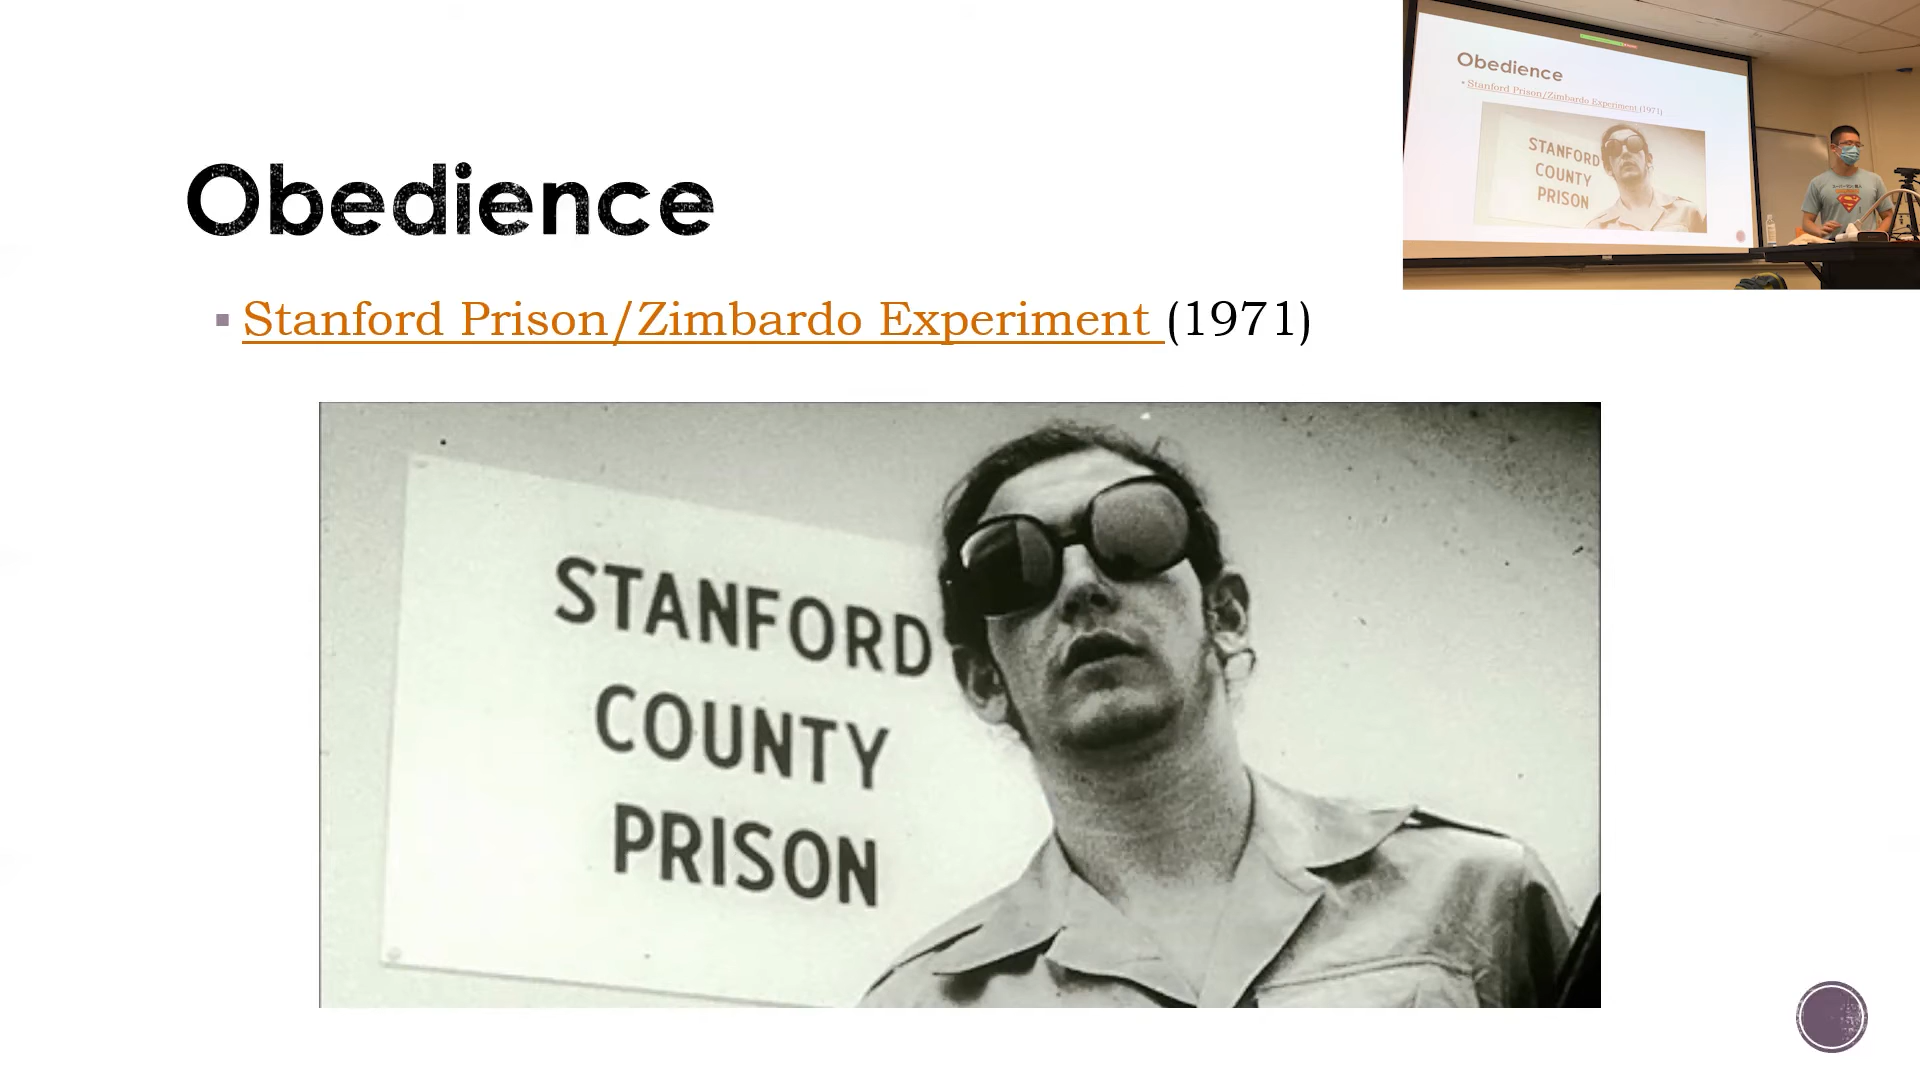 Obedience
Stanford Prison/Zimbardo Experiment (1971)
STANFORD
COUNTY
PRISON
Obedience
Stanford Prison/Zimbardo Experiment (1971)
STANFORD
COUNTY
PRISON